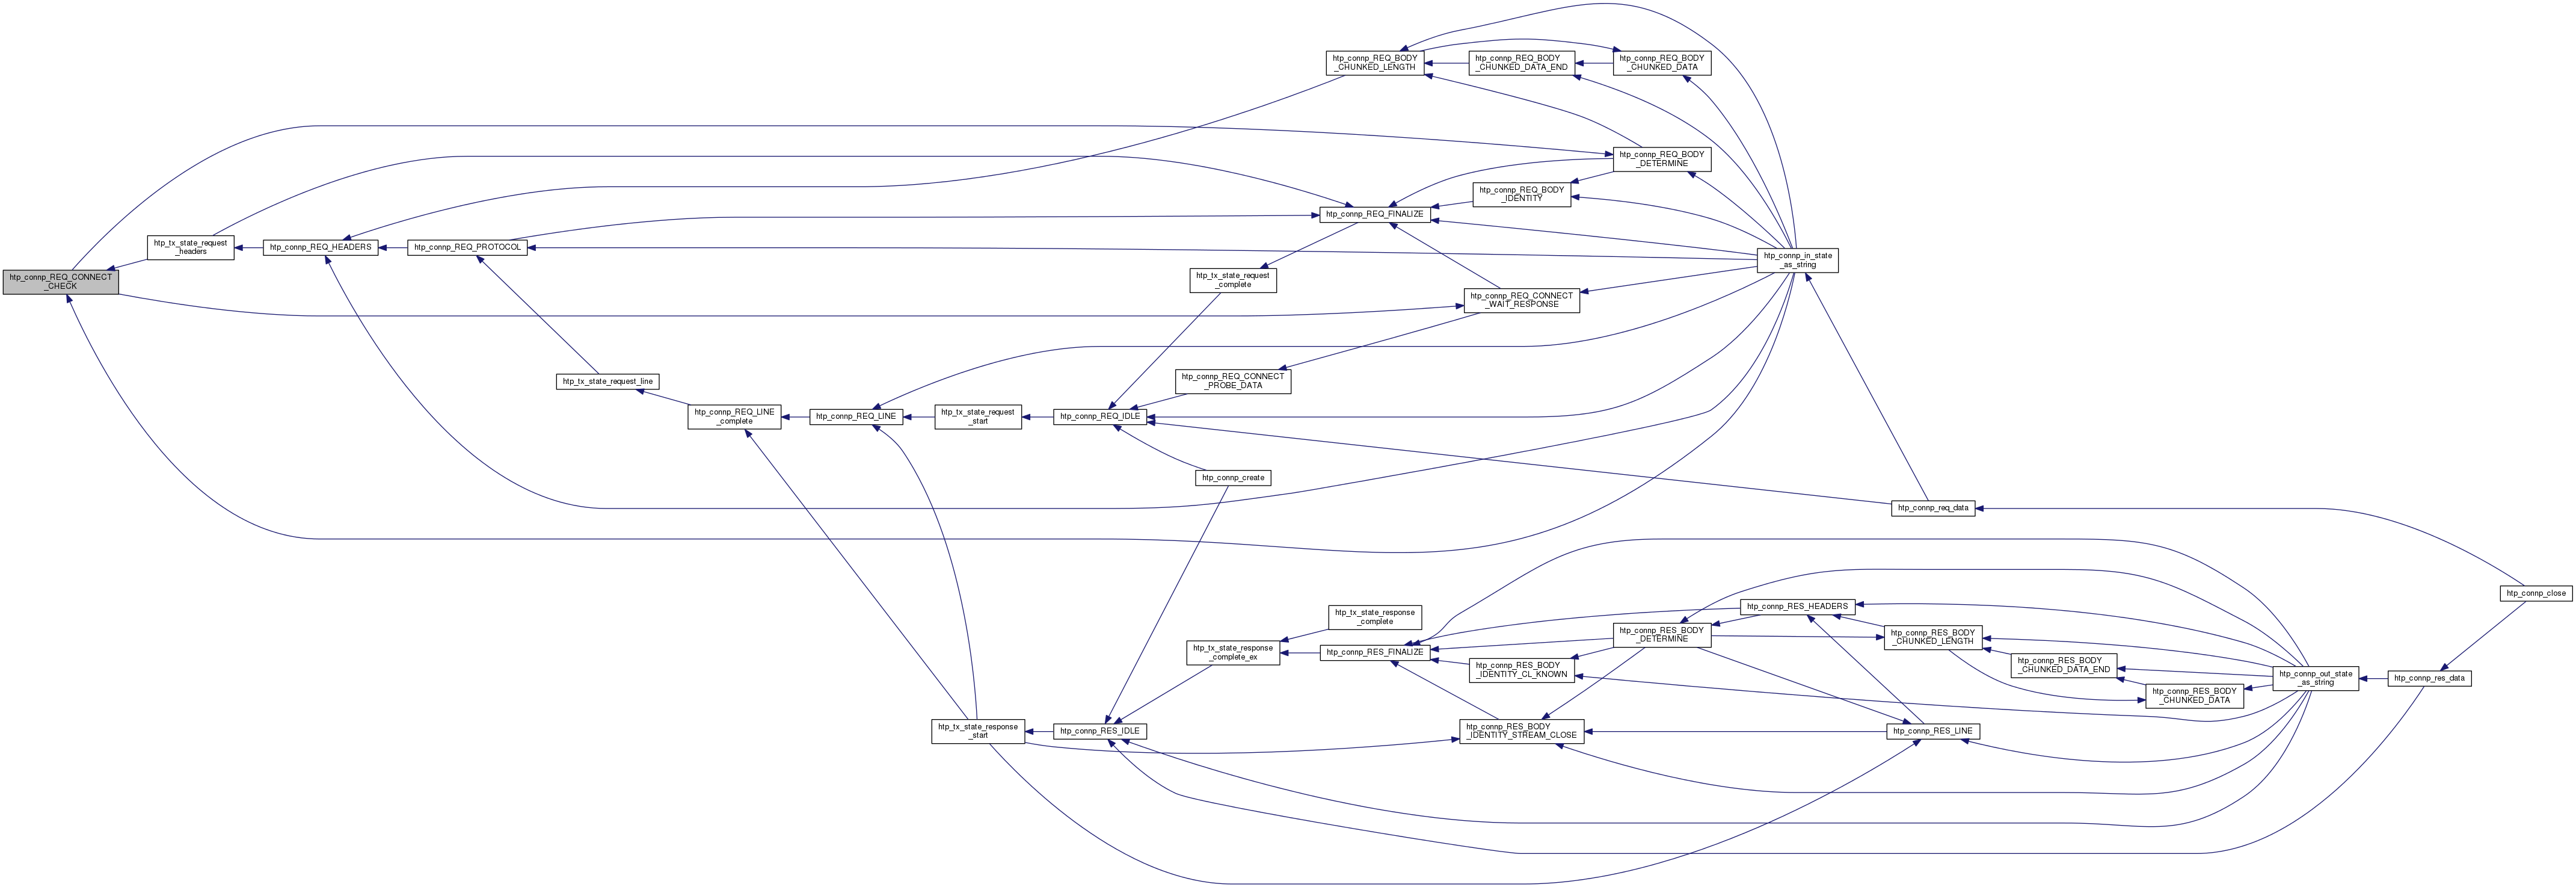 htp_connp_REQ_BODY
_CHUNKED_LENGTH
htp_connp_REQ_BODY
_CHUNKED_DATA_END
htp_connp_REQ_BODY
_CHUNKED_DATA
htp_connp_REQ_BODY
_DETERMINE
htp_connp_REQ_BODY
_IDENTITY
htp_connp_REQ_FINALIZE
htp_tx_state_request
_headers
htp_connp_REQ_HEADERS
htp_connp_REQ_PROTOCOL
htp_connp_in_state
_as_string
htp_connp_REQ_CONNECT
_CHECK
htp_tx_state_request
_complete
htp_connp_REQ_CONNECT
_WAIT_RESPONSE
htp_tx_state_request_line
htp_connp_REQ_CONNECT
_PROBE_DATA
htp_connp_REQ_LINE
_complete
htp_connp_REQ_LINE
htp_tx_state_request
_start
htp_connp_REQ_IDLE
htp_connp_create
htp_connp_req_data
htp_connp_close
htp_tx_state_response
_complete
htp_connp_RES_HEADERS
htp_connp_RES_BODY
_DETERMINE
htp_connp_RES_BODY
_CHUNKED_LENGTH
htp_tx_state_response
_complete_ex
htp_connp_RES_FINALIZE
htp_connp_RES_BODY
_IDENTITY_CL_KNOWN
htp_connp_RES_BODY
_CHUNKED_DATA_END
htp_connp_RES_BODY
_CHUNKED_DATA
htp_connp_out_state
_as_string
htp_connp_res_data
htp_tx_state_response
_start
htp_connp_RES_IDLE
htp_connp_RES_BODY
_IDENTITY_STREAM_CLOSE
htp_connp_RES_LINE